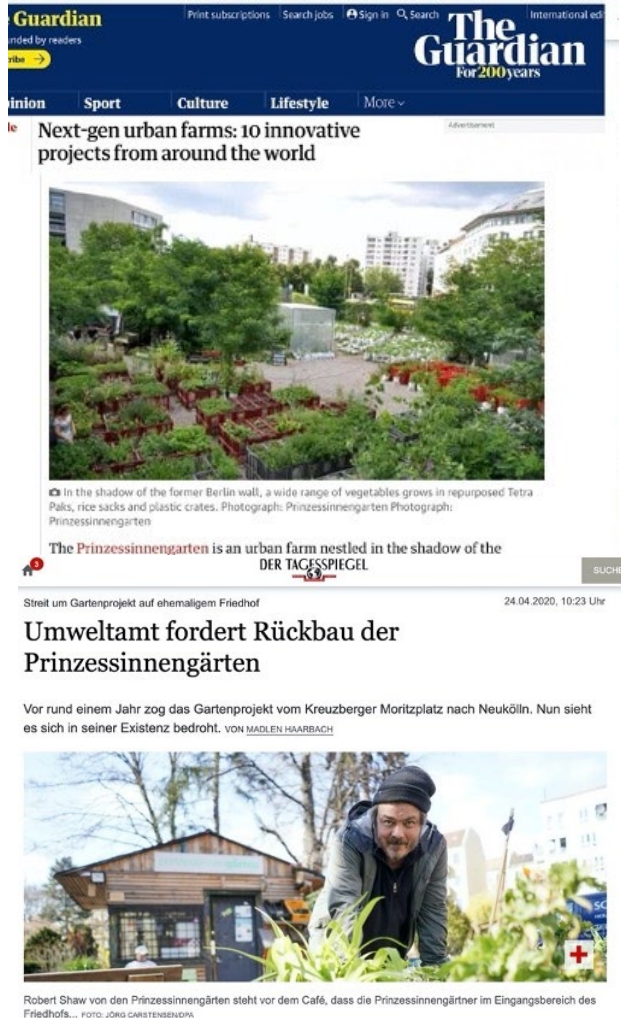 Guardian
Print subscriptions
Search jobs
Sign in
Search
International edi
unded by readers
ribe
The
Guardian
For 200 years
inion
Sport
Culture
Lifestyle
More
le
Next-gen urban farms: 10 innovative
projects from around the world
Advertisement
In the shadow of the former Berlin wall, a wide range of vegetables grows in repurposed Tetra
Paks, rice sacks and plastic crates. Photograph: Prinzessinnengarten Photograph:
Prinzessinnengarten
The Prinzessinnengarten is an urban farm nestled in the shadow of the
3
DER TAGESSPIEGEL
SUCHE
Streit um Gartenprojekt auf ehemaligem Friedhof
24.04.2020, 10:23 Uhr
Umweltamt fordert Rückbau der
Prinzessinnengärten
Vor rund einem Jahr zog das Gartenprojekt vom Kreuzberger Moritzplatz nach Neukölln. Nun sieht
es sich in seiner Existenz bedroht. VON MADLEN HAARBACH
Robert Shaw von den Prinzessinnengärten steht vor dem Café, dass die Prinzessinnengärtner im Eingangsbereich des
Friedhofs... FOTO: JÖRG CARSTENSEN/DPA